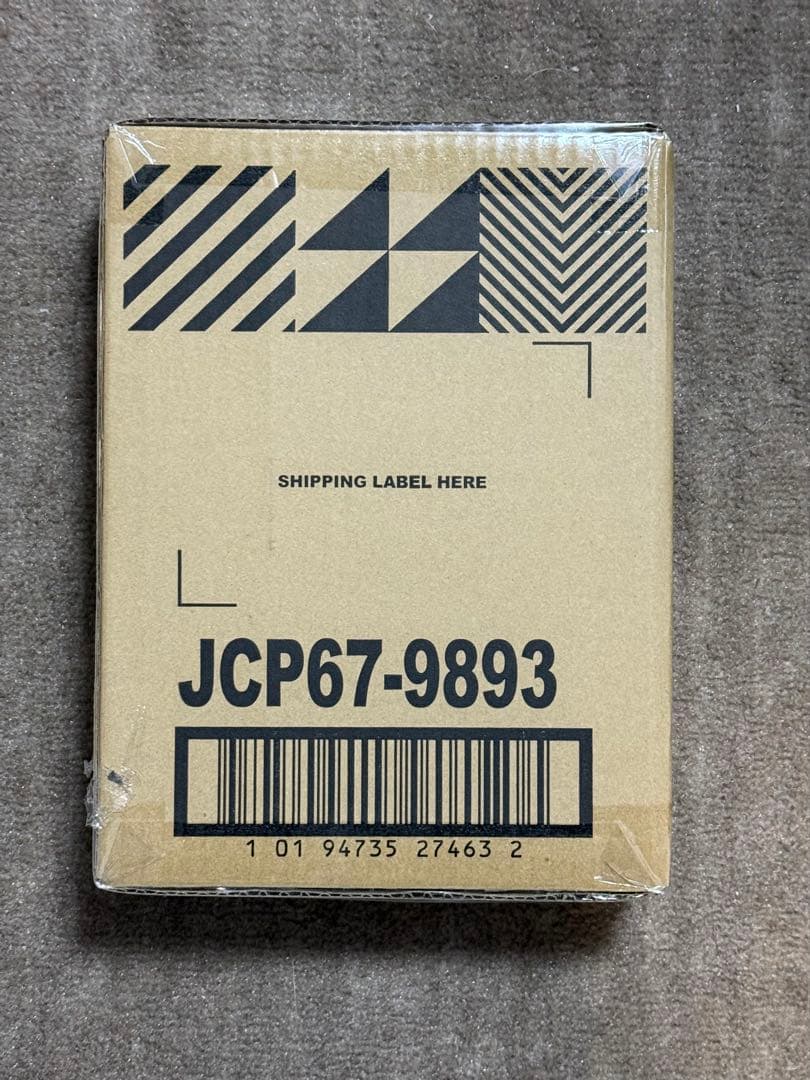 SHIPPING LABEL HERE
JCP67-9893
1 01 94735 27463 2